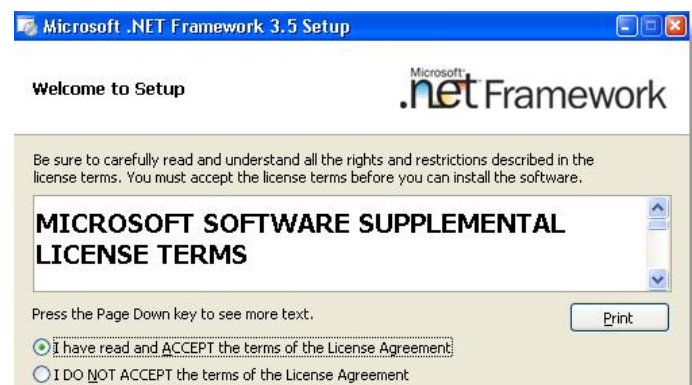 Microsoft .NET Framework 3.5 Setup
Welcome to Setup
Microsoft
.net Framework
Be sure to carefully read and understand all the rights and restrictions described in the
license terms. You must accept the license terms before you can install the software.
MICROSOFT SOFTWARE SUPPLEMENTAL
LICENSE TERMS
Press the Page Down key to see more text.
Print
I have read and ACCEPT the terms of the License Agreement
I DO NOT ACCEPT the terms of the License Agreement